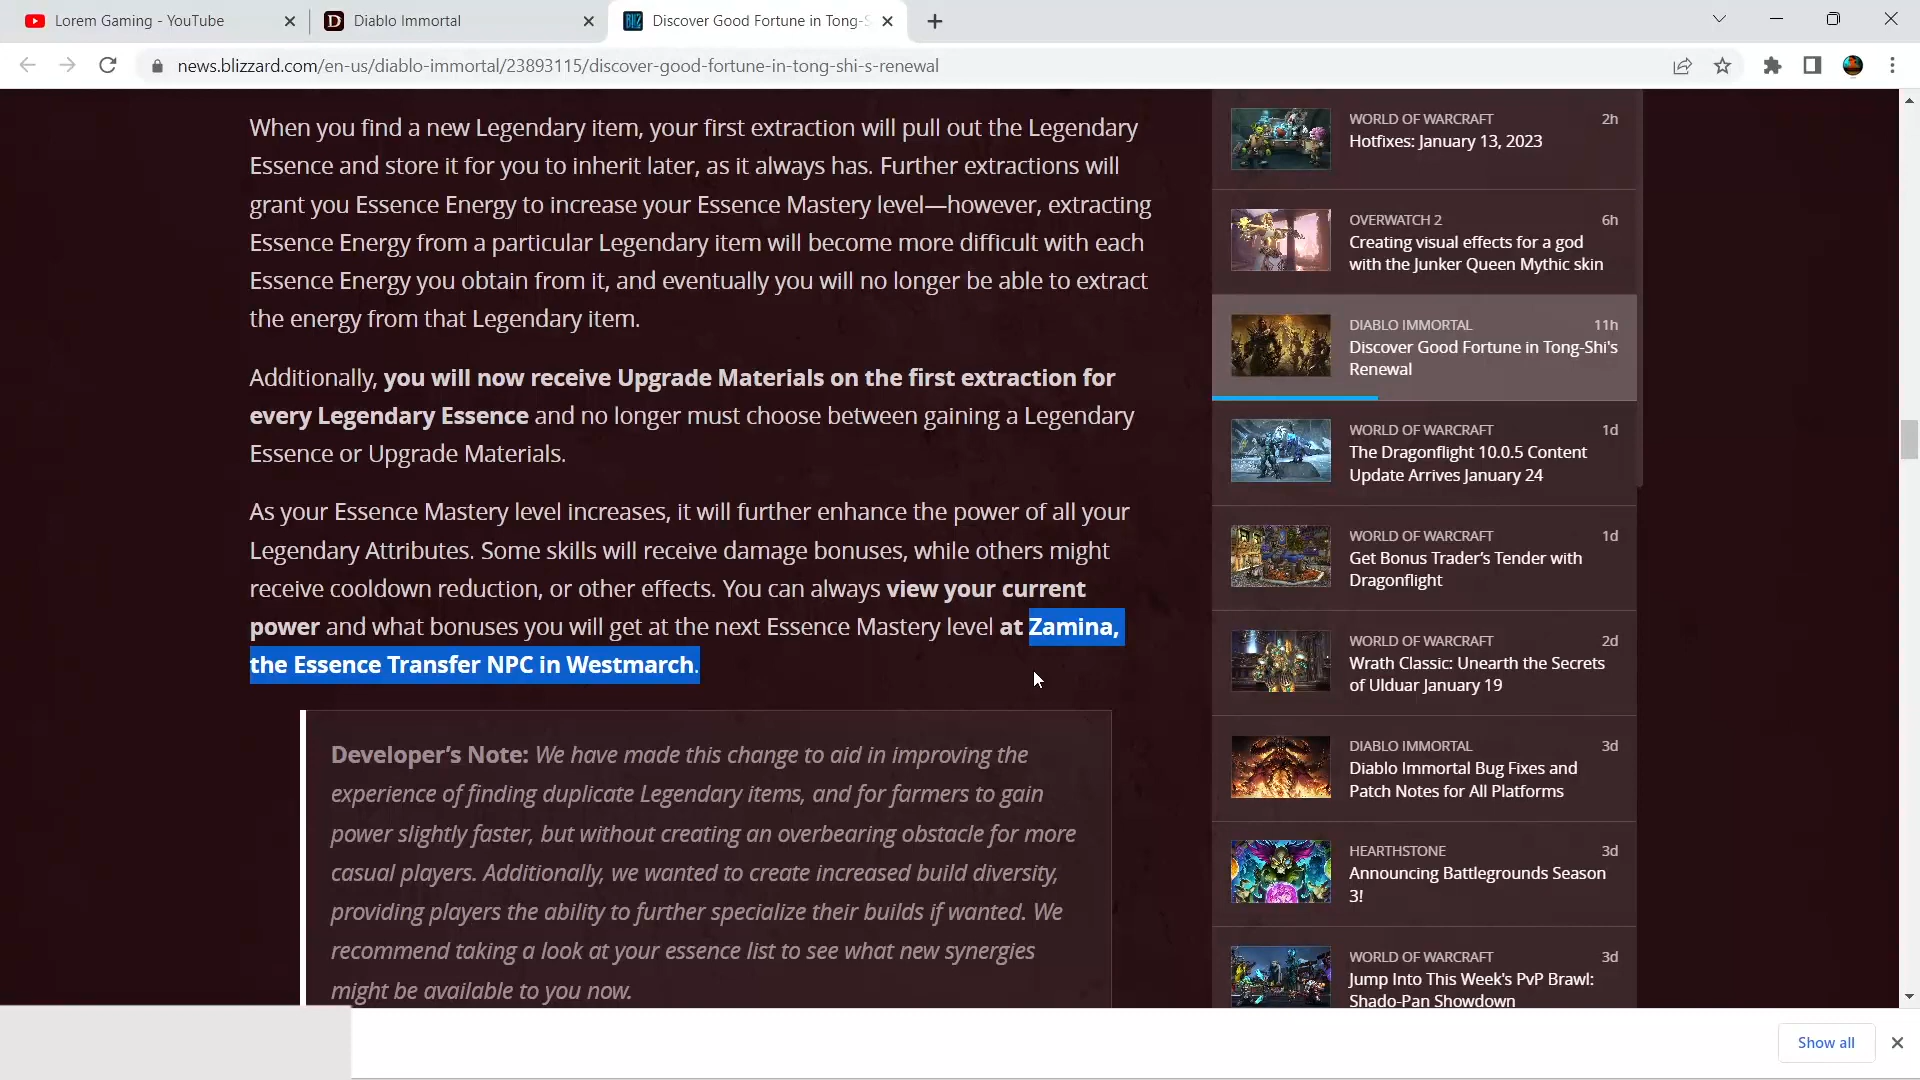 Lorem Gaming - YouTube
Diablo Immortal
Discover Good Fortune in Tong-S
news.blizzard.com/en-us/diablo-immortal/23893115/discover-good-fortune-in-tong-shi-s-renewal
When you find a new Legendary item, your first extraction will pull out the Legendary
Essence and store it for you to inherit later, as it always has. Further extractions will
grant you Essence Energy to increase your Essence Mastery level—however, extracting
Essence Energy from a particular Legendary item will become more difficult with each
Essence Energy you obtain from it, and eventually you will no longer be able to extract
the energy from that Legendary item.
Additionally, you will now receive Upgrade Materials on the first extraction for
every Legendary Essence and no longer must choose between gaining a Legendary
Essence or Upgrade Materials.
As your Essence Mastery level increases, it will further enhance the power of all your
Legendary Attributes. Some skills will receive damage bonuses, while others might
receive cooldown reduction, or other effects. You can always view your current
power and what bonuses you will get at the next Essence Mastery level at Zamina,
the Essence Transfer NPC in Westmarch.
Developer’s Note: We have made this change to aid in improving the
experience of finding duplicate Legendary items, and for farmers to gain
power slightly faster, but without creating an overbearing obstacle for more
casual players. Additionally, we wanted to create increased build diversity,
providing players the ability to further specialize their builds if wanted. We
recommend taking a look at your essence list to see what new synergies
might be available to you now.
WORLD OF WARCRAFT 2h
Hotfixes: January 13, 2023
OVERWATCH 2 6h
Creating visual effects for a god
with the Junker Queen Mythic skin
DIABLO IMMORTAL 11h
Discover Good Fortune in Tong-Shi's
Renewal
WORLD OF WARCRAFT 1d
The Dragonflight 10.0.5 Content
Update Arrives January 24
WORLD OF WARCRAFT 1d
Get Bonus Trader’s Tender with
Dragonflight
WORLD OF WARCRAFT 2d
Wrath Classic: Unearth the Secrets
of Ulduar January 19
DIABLO IMMORTAL 3d
Diablo Immortal Bug Fixes and
Patch Notes for All Platforms
HEARTHSTONE 3d
Announcing Battlegrounds Season
3!
WORLD OF WARCRAFT 3d
Jump Into This Week's PvP Brawl:
Shado-Pan Showdown
Show all